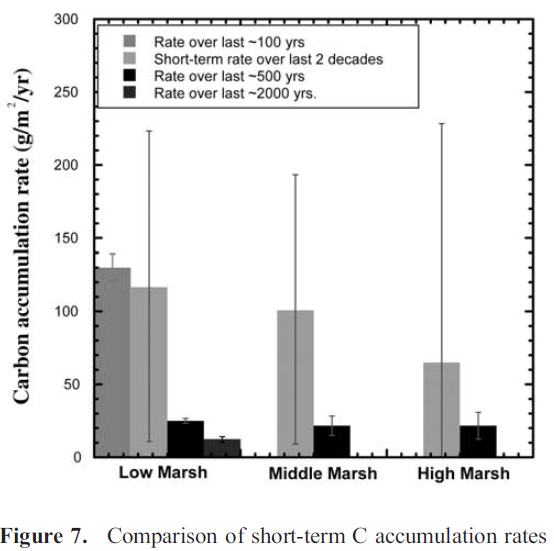 300
Rate over last ~100 yrs
Short-term rate over last 2 decades
Rate over last ~500 yrs
Rate over last ~2000 yrs.
250
200
150
100
50
0
Carbon accumulation rate (g/m²/yr)
Low Marsh Middle Marsh High Marsh
Figure 7. Comparison of short-term C accumulation rates